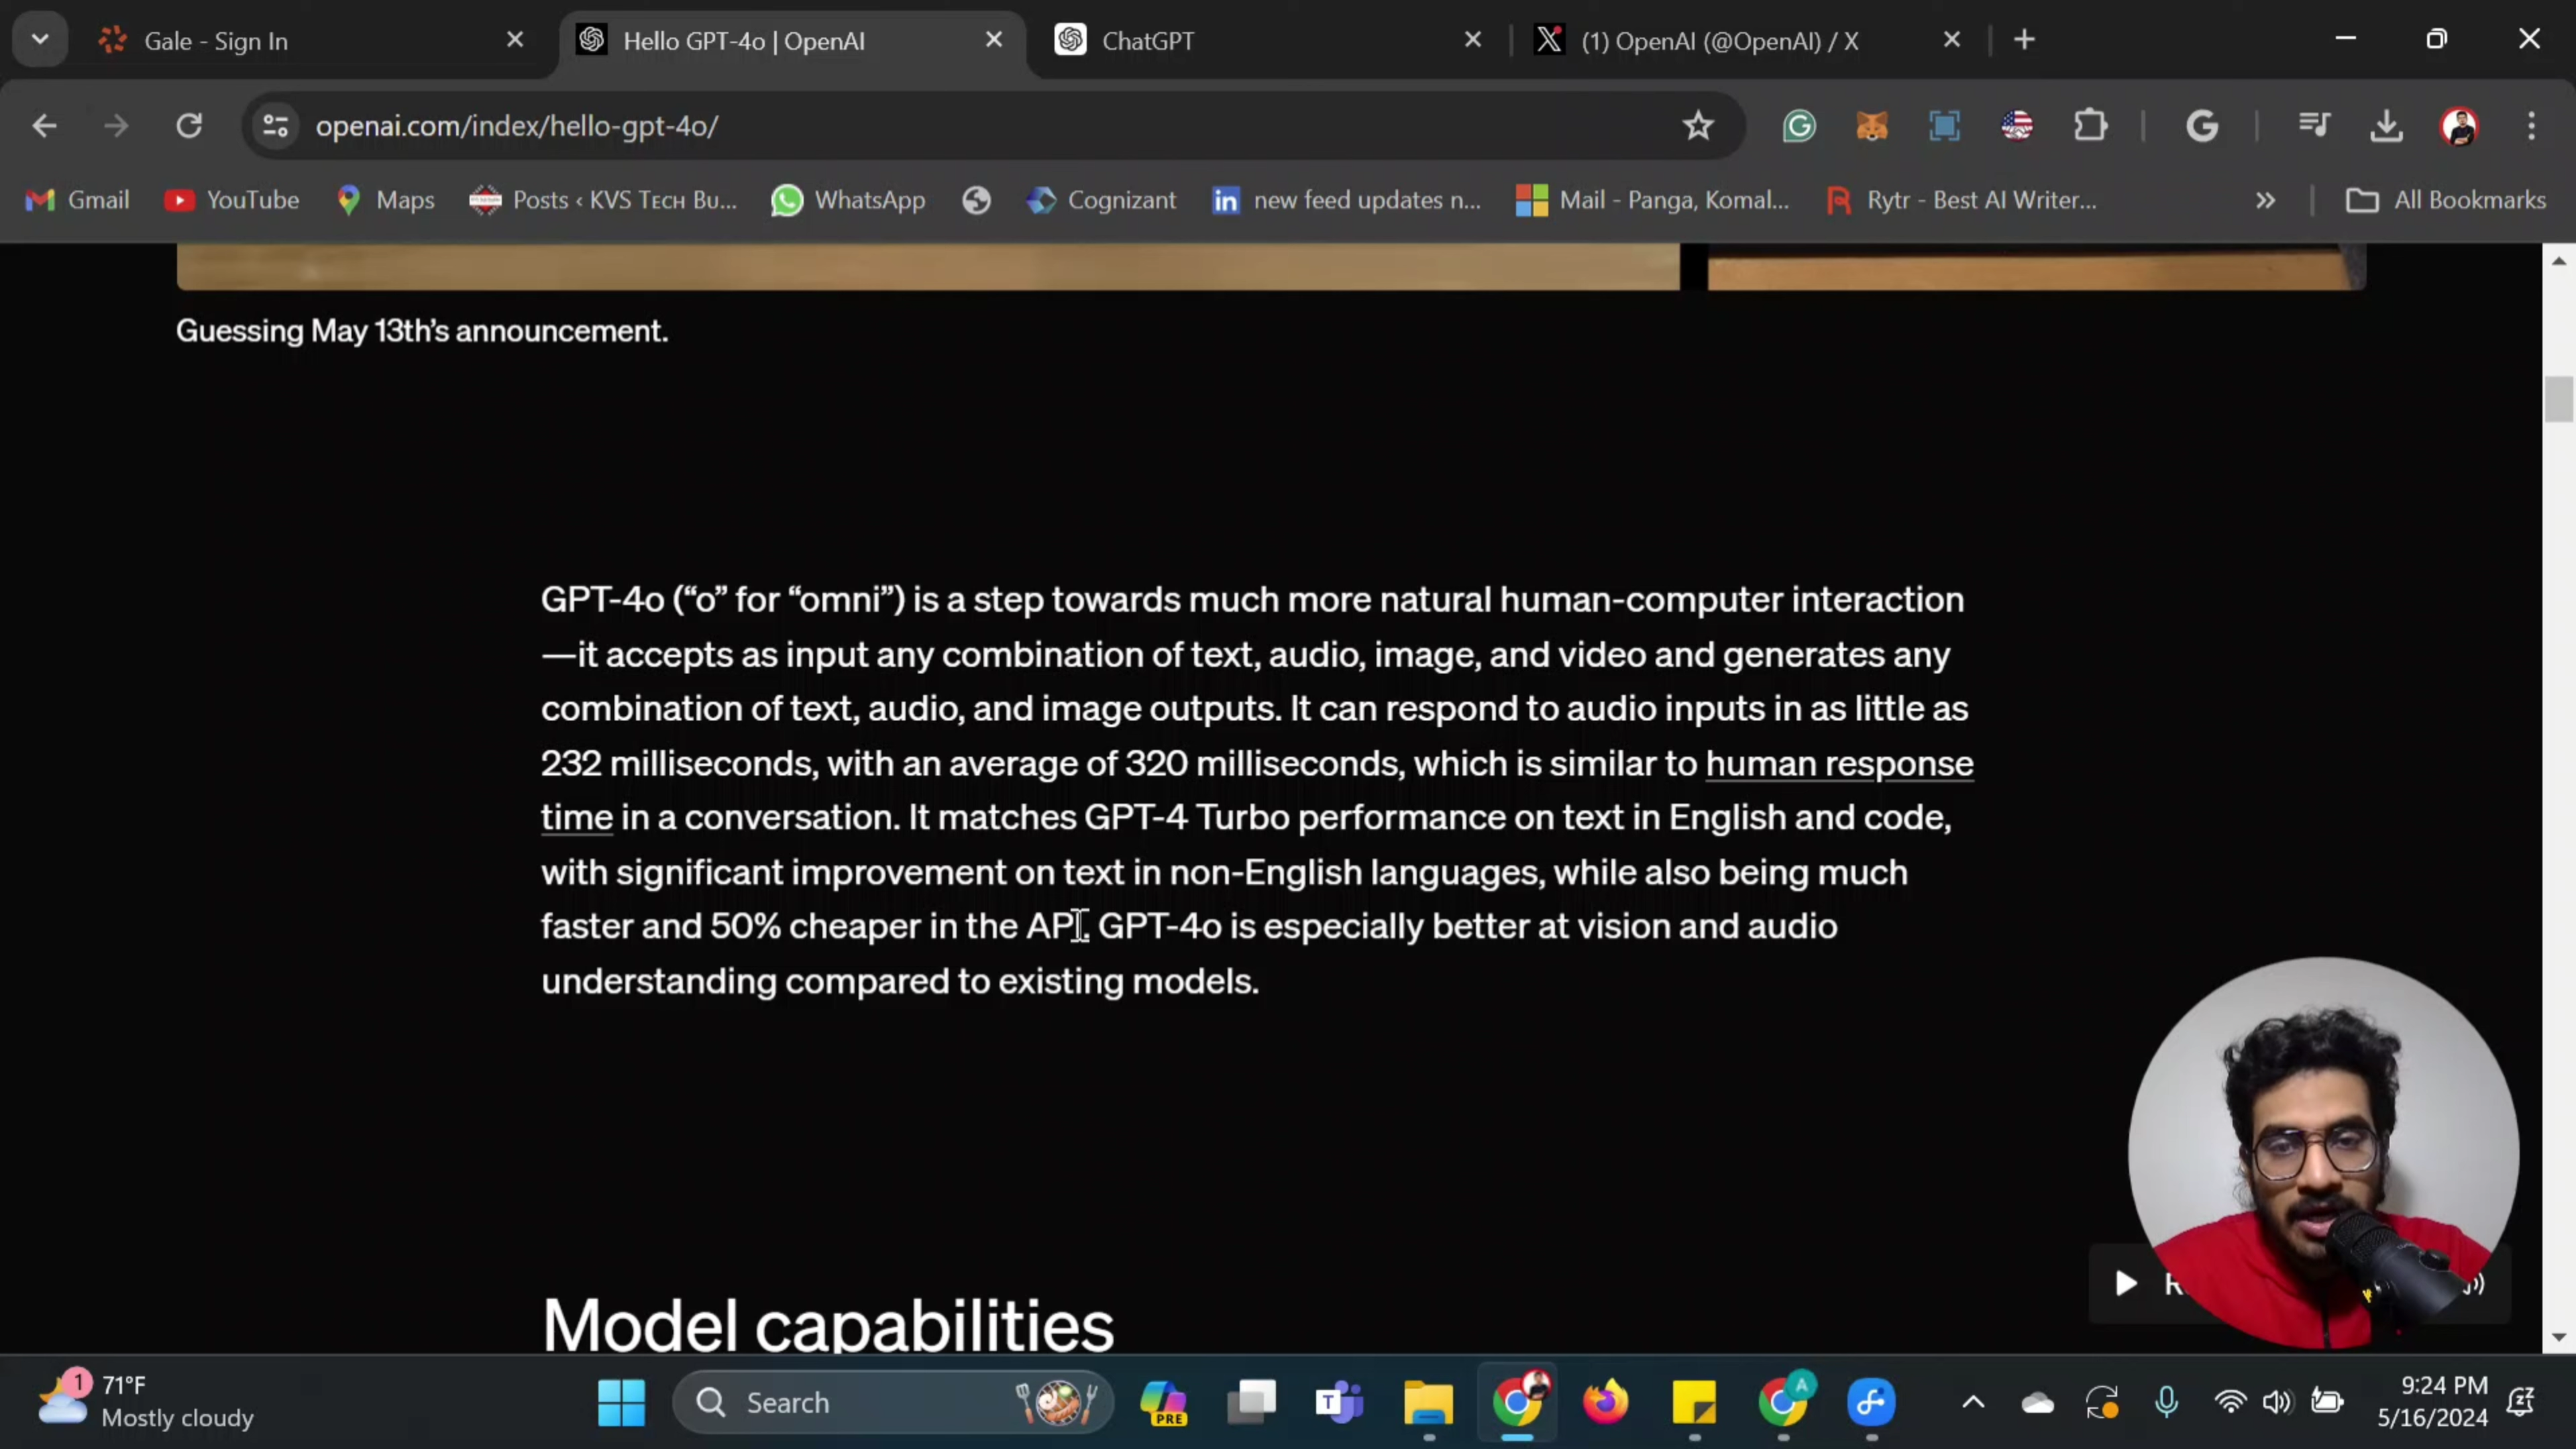 Gale - Sign In
Hello GPT-4o | OpenAI
ChatGPT
(1) OpenAI (@OpenAI) / X
openai.com/index/hello-gpt-4o/
Gmail
YouTube
Maps
Posts ‹ KVS Tech Bu...
WhatsApp
Cognizant
new feed updates n...
Mail - Panga, Komal...
Rytr - Best AI Writer...
All Bookmarks
Guessing May 13th's announcement.
GPT-4o (“o” for “omni”) is a step towards much more natural human-computer interaction
—it accepts as input any combination of text, audio, image, and video and generates any
combination of text, audio, and image outputs. It can respond to audio inputs in as little as
232 milliseconds, with an average of 320 milliseconds, which is similar to human response
time in a conversation. It matches GPT-4 Turbo performance on text in English and code,
with significant improvement on text in non-English languages, while also being much
faster and 50% cheaper in the API. GPT-4o is especially better at vision and audio
understanding compared to existing models.
Model capabilities
1
71°F
Mostly cloudy
Search
PRE
T
A
9:24 PM
5/16/2024